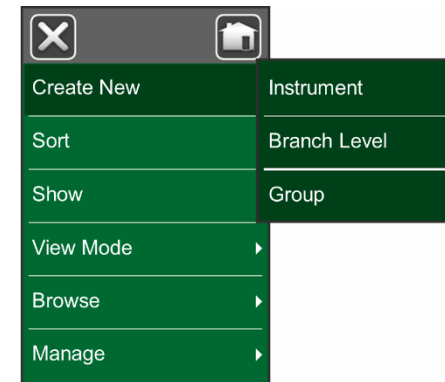 Create New
Instrument
Sort
Branch Level
Show
Group
View Mode
Browse
Manage